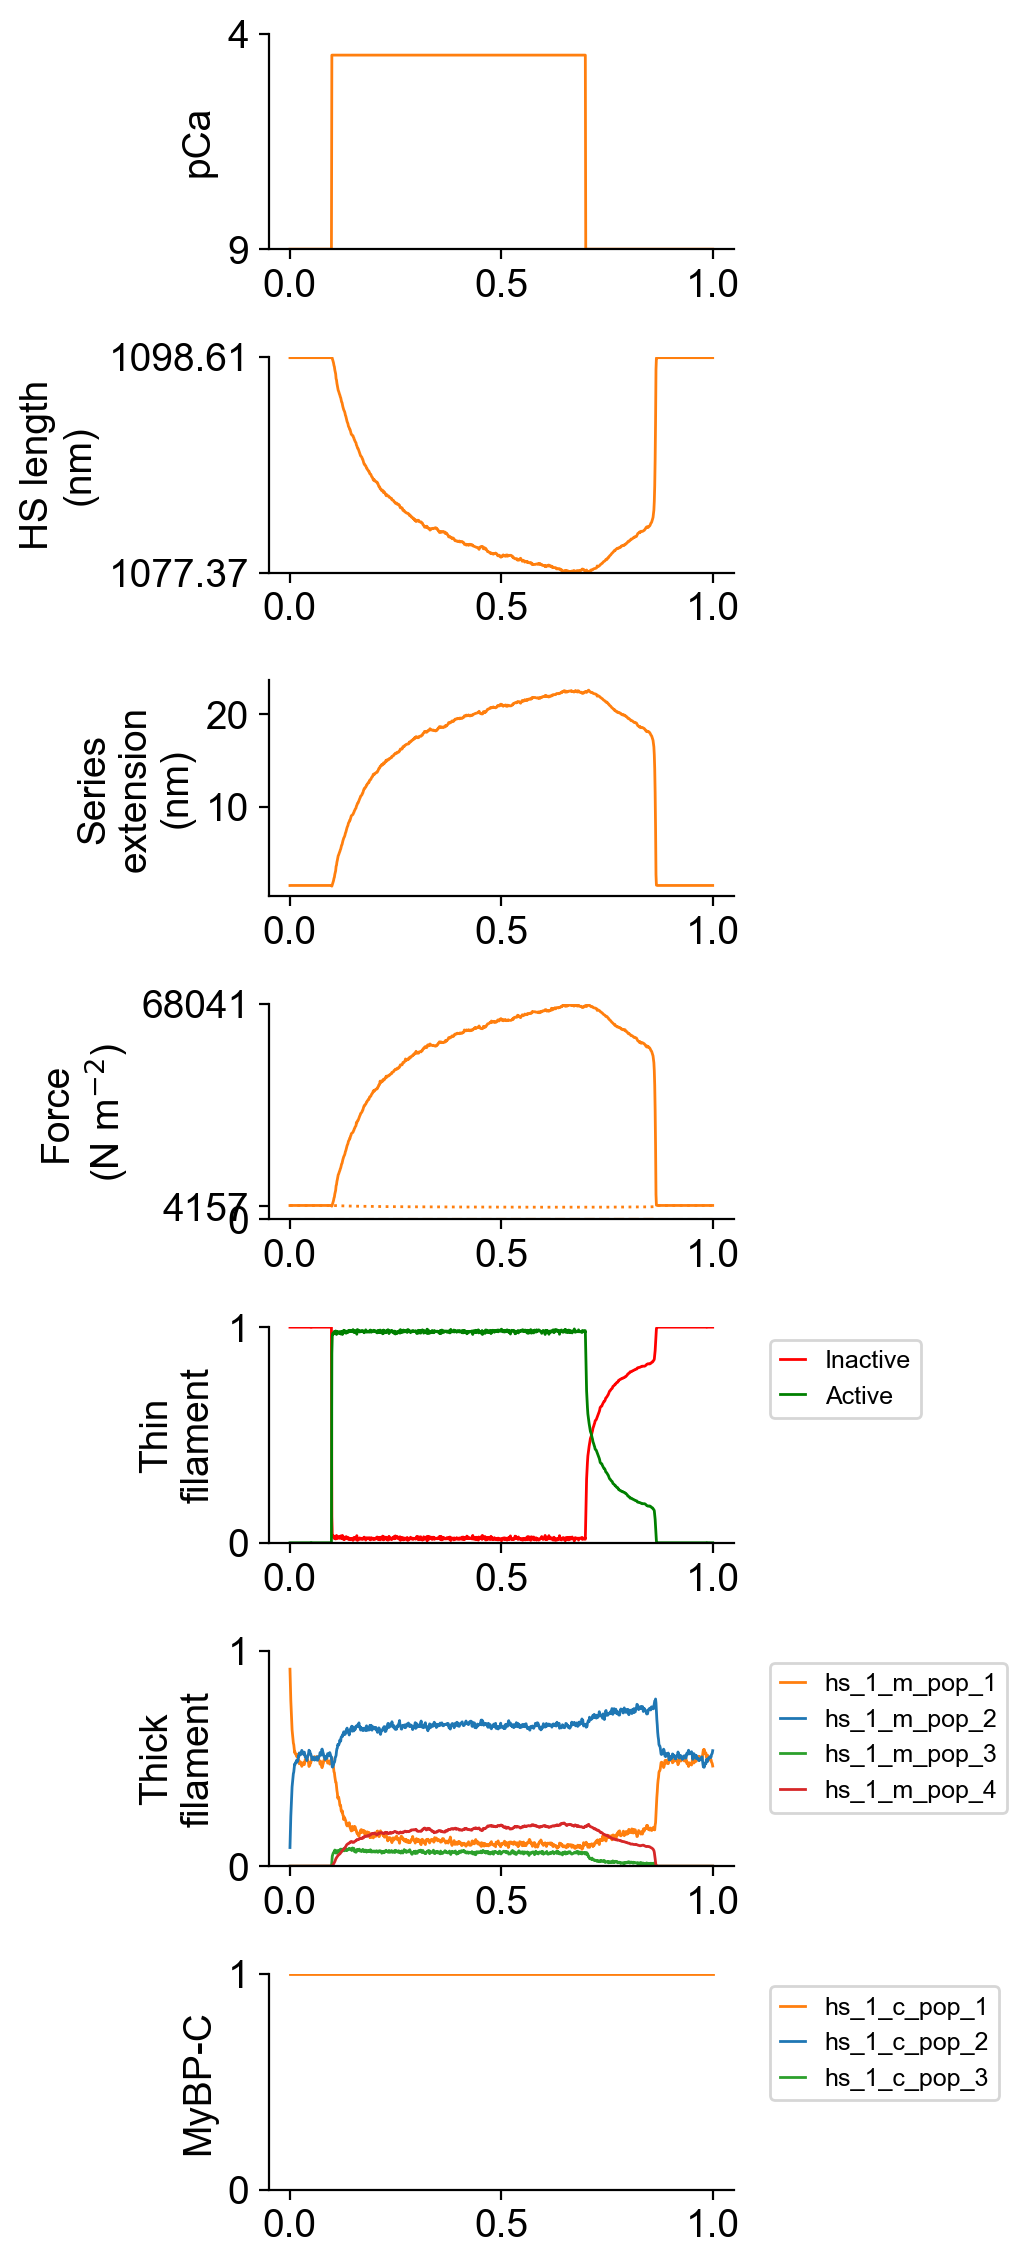 4
pCa
9
0.0 0.5 1.0
1098.61
HS length
(nm)
1077.37
0.0 0.5 1.0
Series
extension
(nm)
20
10
0.0 0.5 1.0
68041
Force
(N m⁻²)
4157
0
0.0 0.5 1.0
1
Thin
filament
0
0.0 0.5 1.0
Inactive
Active
1
Thick
filament
0
0.0 0.5 1.0
hs_1_m_pop_1
hs_1_m_pop_2
hs_1_m_pop_3
hs_1_m_pop_4
1
MyBP-C
0
0.0 0.5 1.0
hs_1_c_pop_1
hs_1_c_pop_2
hs_1_c_pop_3